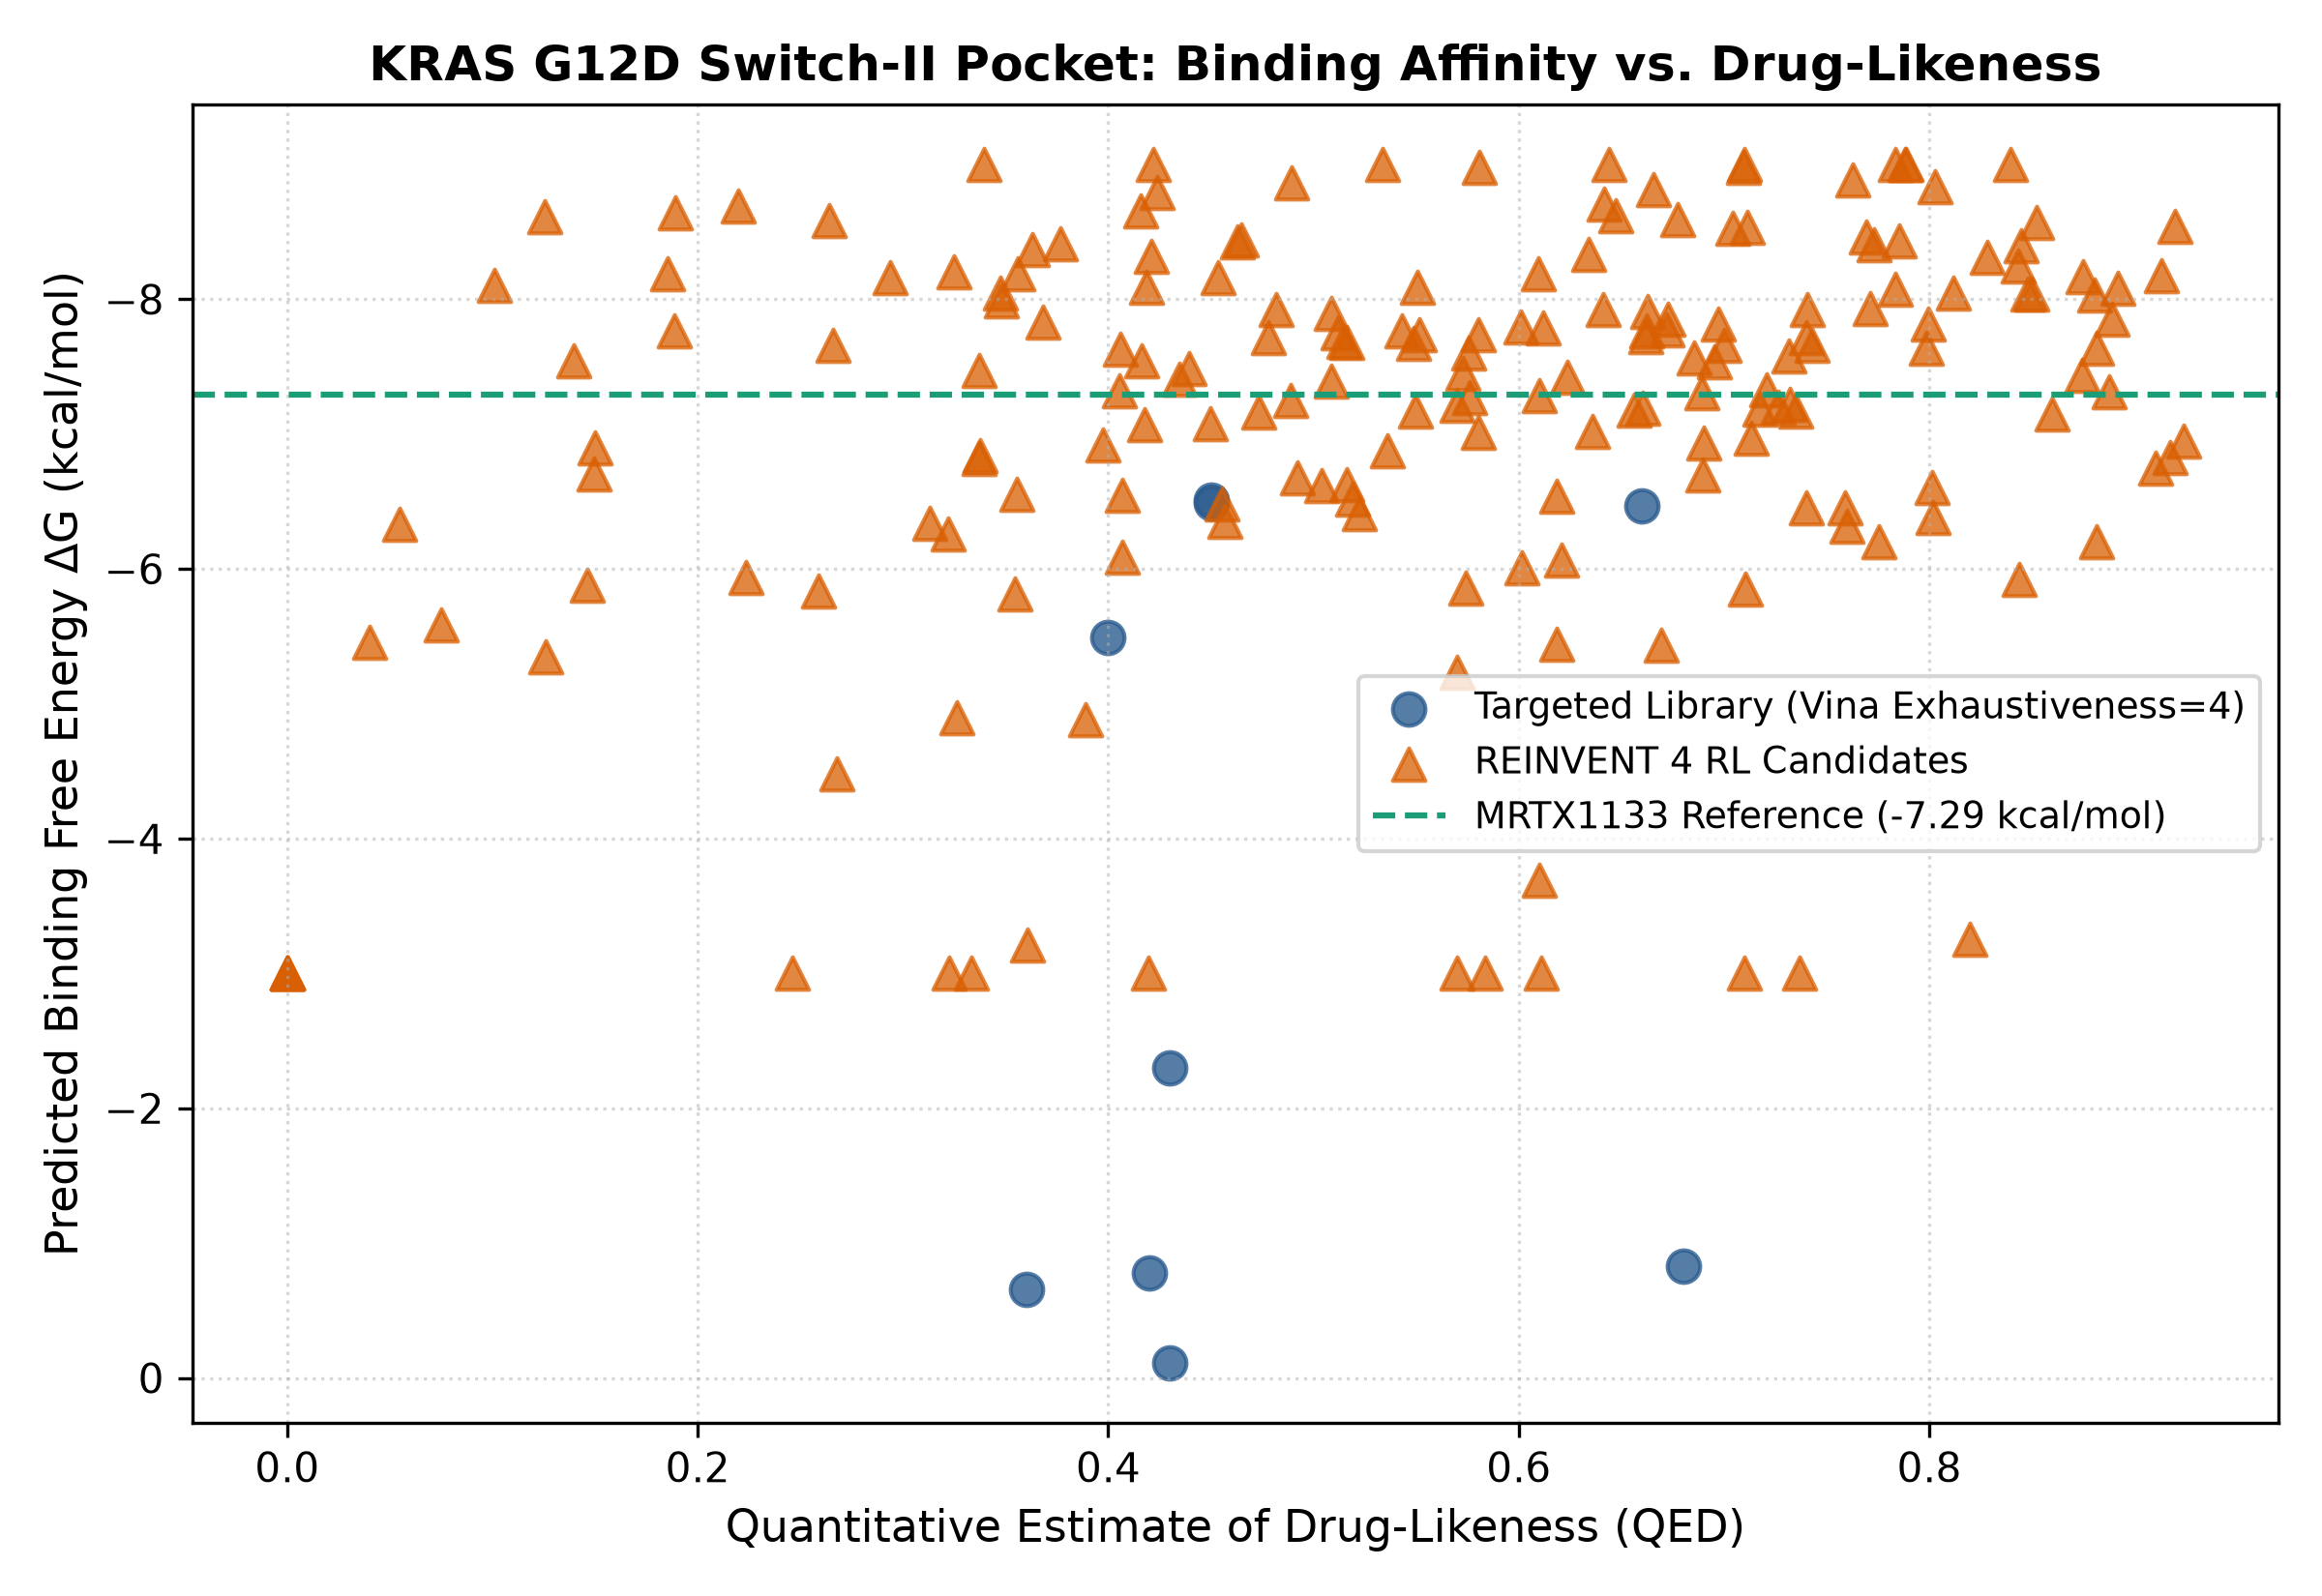 KRAS G12D Switch-II Pocket: Binding Affinity vs. Drug-Likeness
Predicted Binding Free Energy ΔG (kcal/mol)
−8
−6
−4
−2
0
Targeted Library (Vina Exhaustiveness=4)
REINVENT 4 RL Candidates
MRTX1133 Reference (-7.29 kcal/mol)
0.0 0.2 0.4 0.6 0.8
Quantitative Estimate of Drug-Likeness (QED)